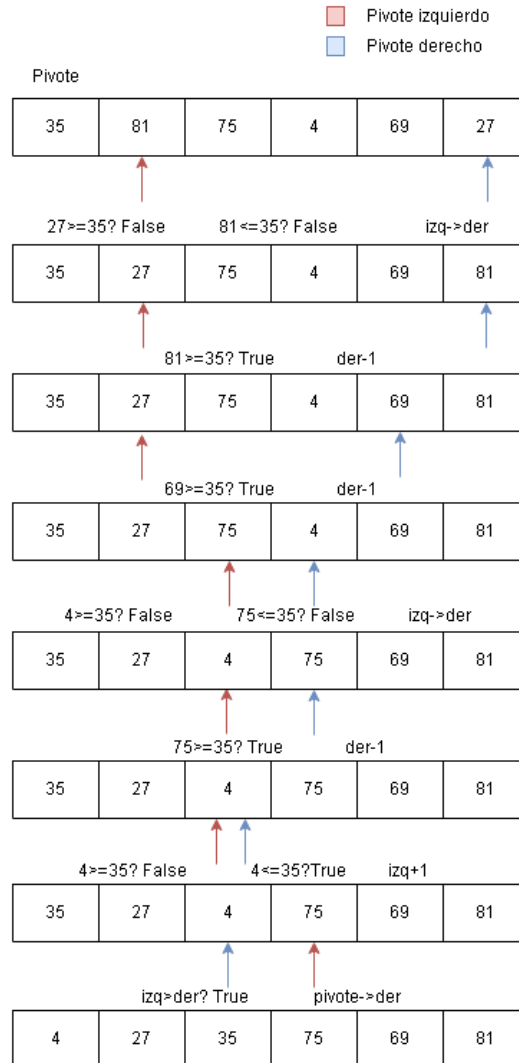 Pivote izquierdo
Pivote derecho
Pivote
35 81 75 4 69 27
27>=35? False 81<=35? False izq->der
35 27 75 4 69 81
81>=35? True der-1
35 27 75 4 69 81
69>=35? True der-1
35 27 75 4 69 81
4>=35? False 75<=35? False izq->der
35 27 4 75 69 81
75>=35? True der-1
35 27 4 75 69 81
4>=35? False 4<=35?True izq+1
35 27 4 75 69 81
izq>der? True pivote->der
4 27 35 75 69 81